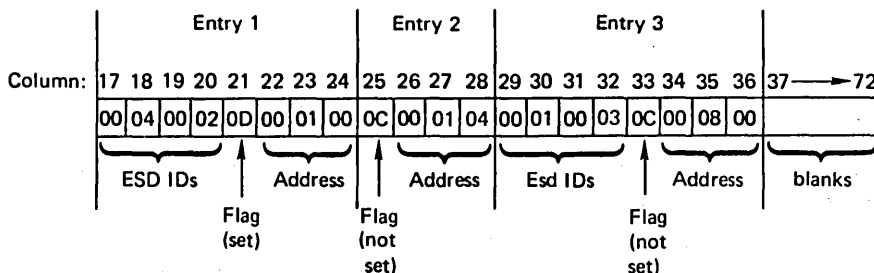 Entry 1 Entry 2 Entry 3
Column: 17 18 19 20 21 22 23 24 25 26 27 28 29 30 31 32 33 34 35 36 37 72
00 04 00 02 0D 00 01 00 0C 00 01 04 00 01 00 03 0C 00 08 00
ESD IDs Address Address Esd IDs Address blanks
Flag Flag Flag
(set) (not (not
set) set)